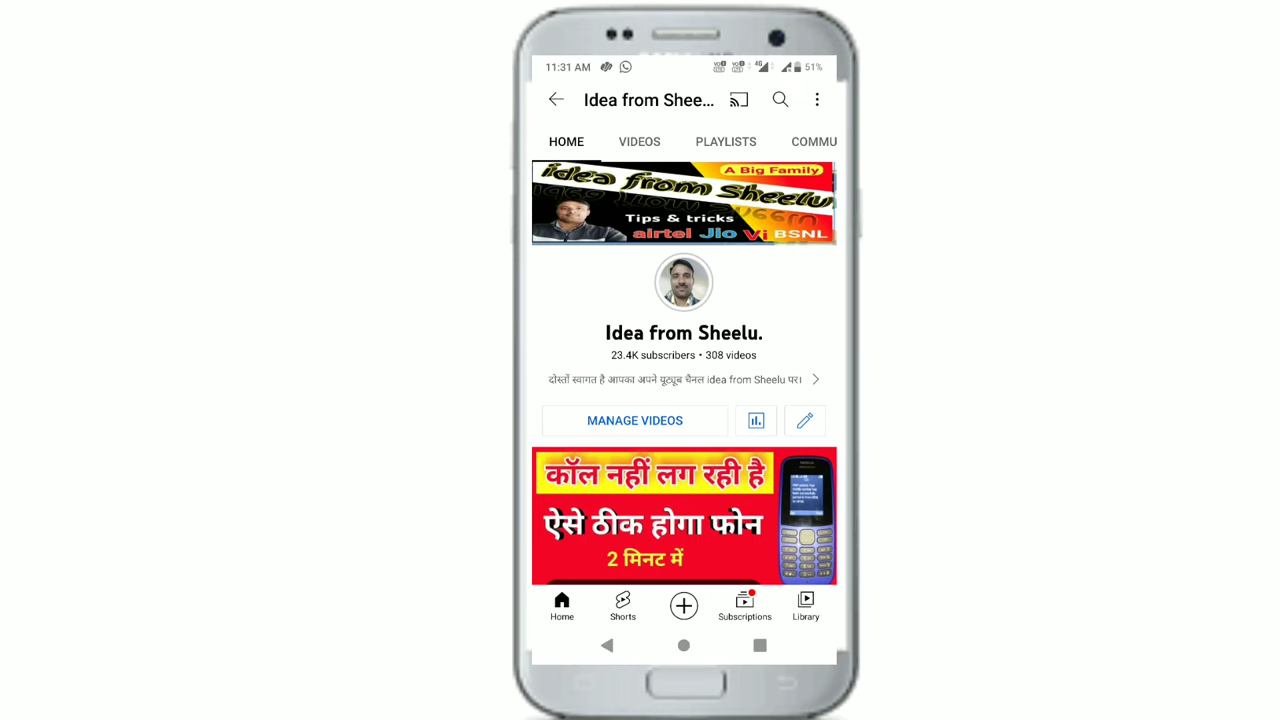 11:31 AM
4G
51%
Idea from Shee...
HOME VIDEOS PLAYLISTS COMMU
A Big Family
idea from Sheelu
Tips & tricks
airtel Jio Vi BSNL
Idea from Sheelu.
23.4K subscribers • 308 videos
दोस्तों स्वागत है आपका अपने यूट्यूब चैनल idea from Sheelu पर।
MANAGE VIDEOS
कॉल नहीं लग रही है
ऐसे ठीक होगा फोन
2 मिनट में
Home Shorts Subscriptions Library